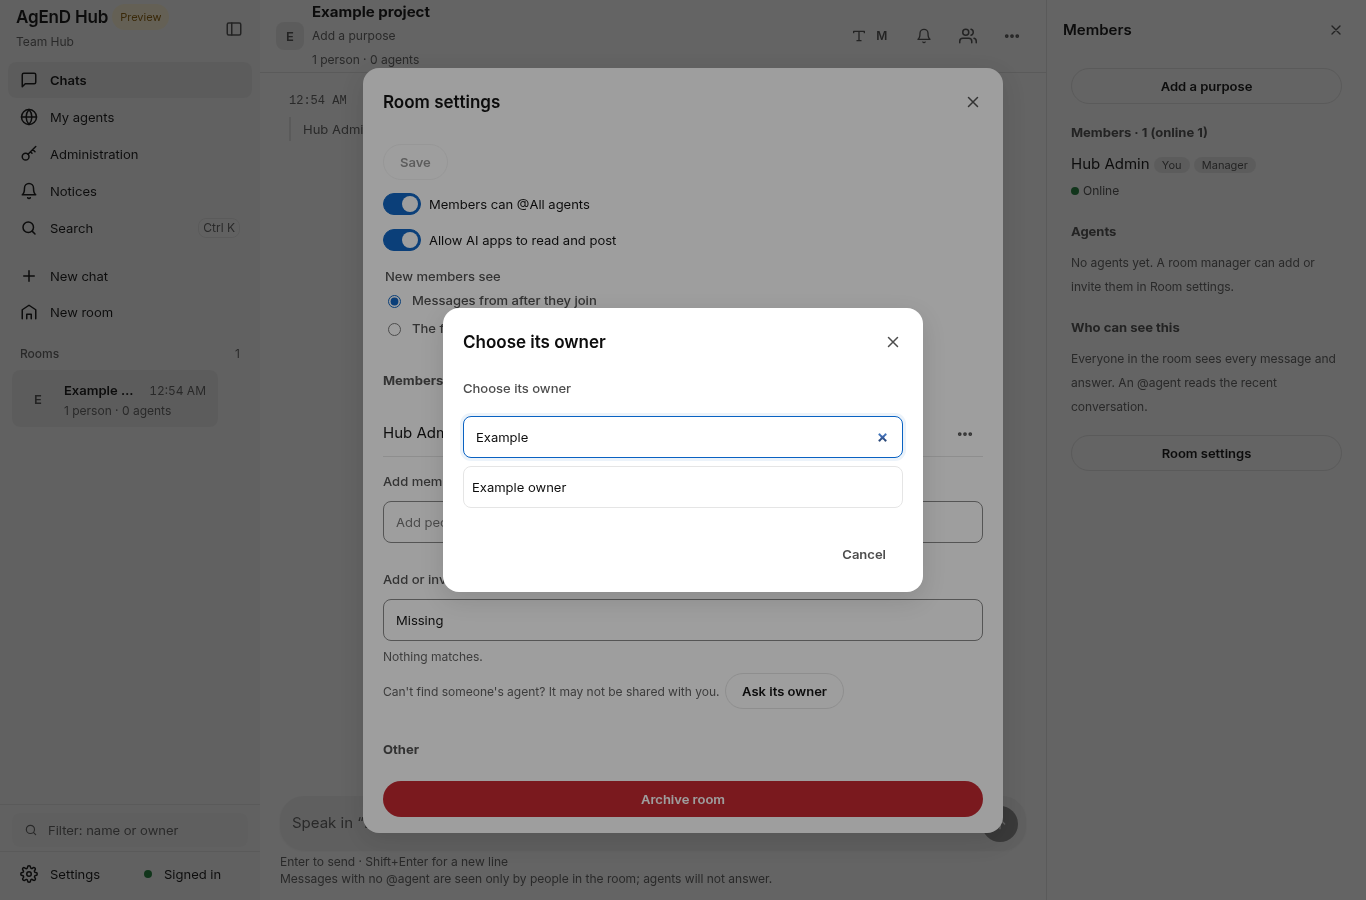 AgEnD Hub
Preview
Team Hub
Chats
My agents
Administration
Notices
Search
Ctrl K
New chat
New room
Rooms
1
E
Example ...
12:54 AM
1 person · 0 agents
Filter: name or owner
Settings
Signed in
E
Example project
Add a purpose
1 person · 0 agents
T M
12:54 AM
Hub Admi
Room settings
Save
Members can @All agents
Allow AI apps to read and post
New members see
Messages from after they join
The f
Members
Hub Adm
Add mem
Add peo
Add or inv
Missing
Nothing matches.
Can't find someone's agent? It may not be shared with you.
Ask its owner
Other
Archive room
Choose its owner
Choose its owner
Example
Example owner
Cancel
Speak in "
Enter to send · Shift+Enter for a new line
Messages with no @agent are seen only by people in the room; agents will not answer.
Members
Add a purpose
Members · 1 (online 1)
Hub Admin
You
Manager
Online
Agents
No agents yet. A room manager can add or
invite them in Room settings.
Who can see this
Everyone in the room sees every message and
answer. An @agent reads the recent
conversation.
Room settings